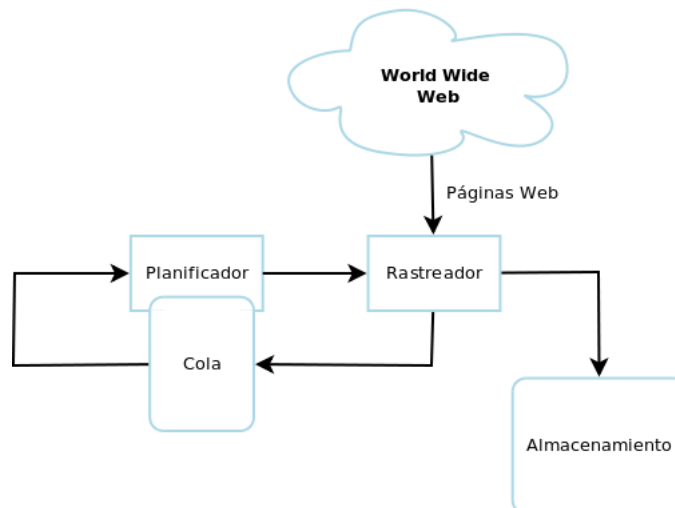 World Wide
Web
Páginas Web
Planificador
Rastreador
Cola
Almacenamiento